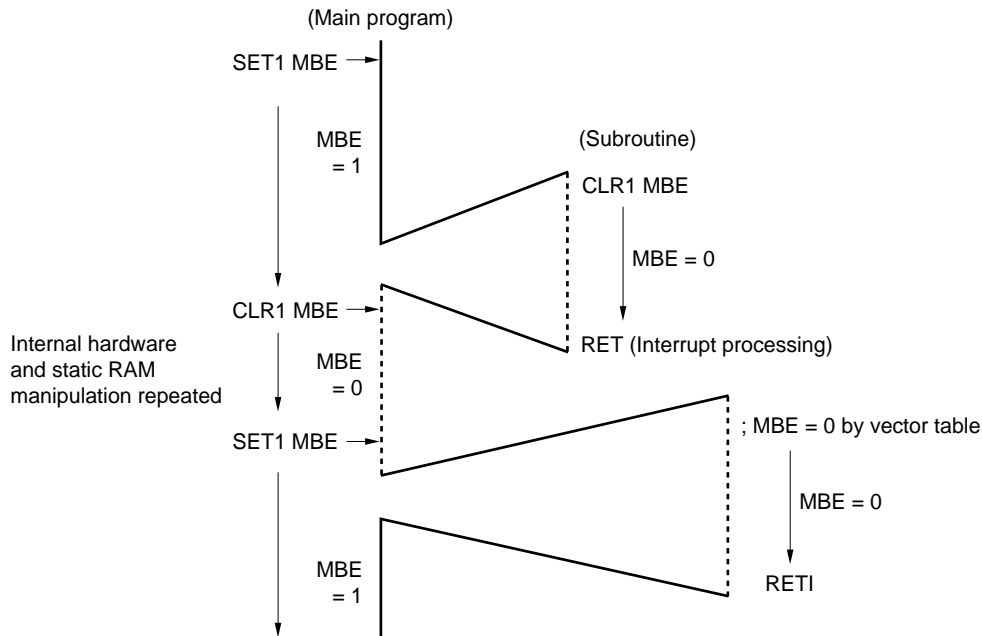 (Main program)
SET1 MBE
MBE
= 1
(Subroutine)
CLR1 MBE
MBE = 0
CLR1 MBE
RET (Interrupt processing)
Internal hardware
and static RAM
manipulation repeated
MBE
= 0
SET1 MBE
; MBE = 0 by vector table
MBE = 0
MBE
= 1
RETI